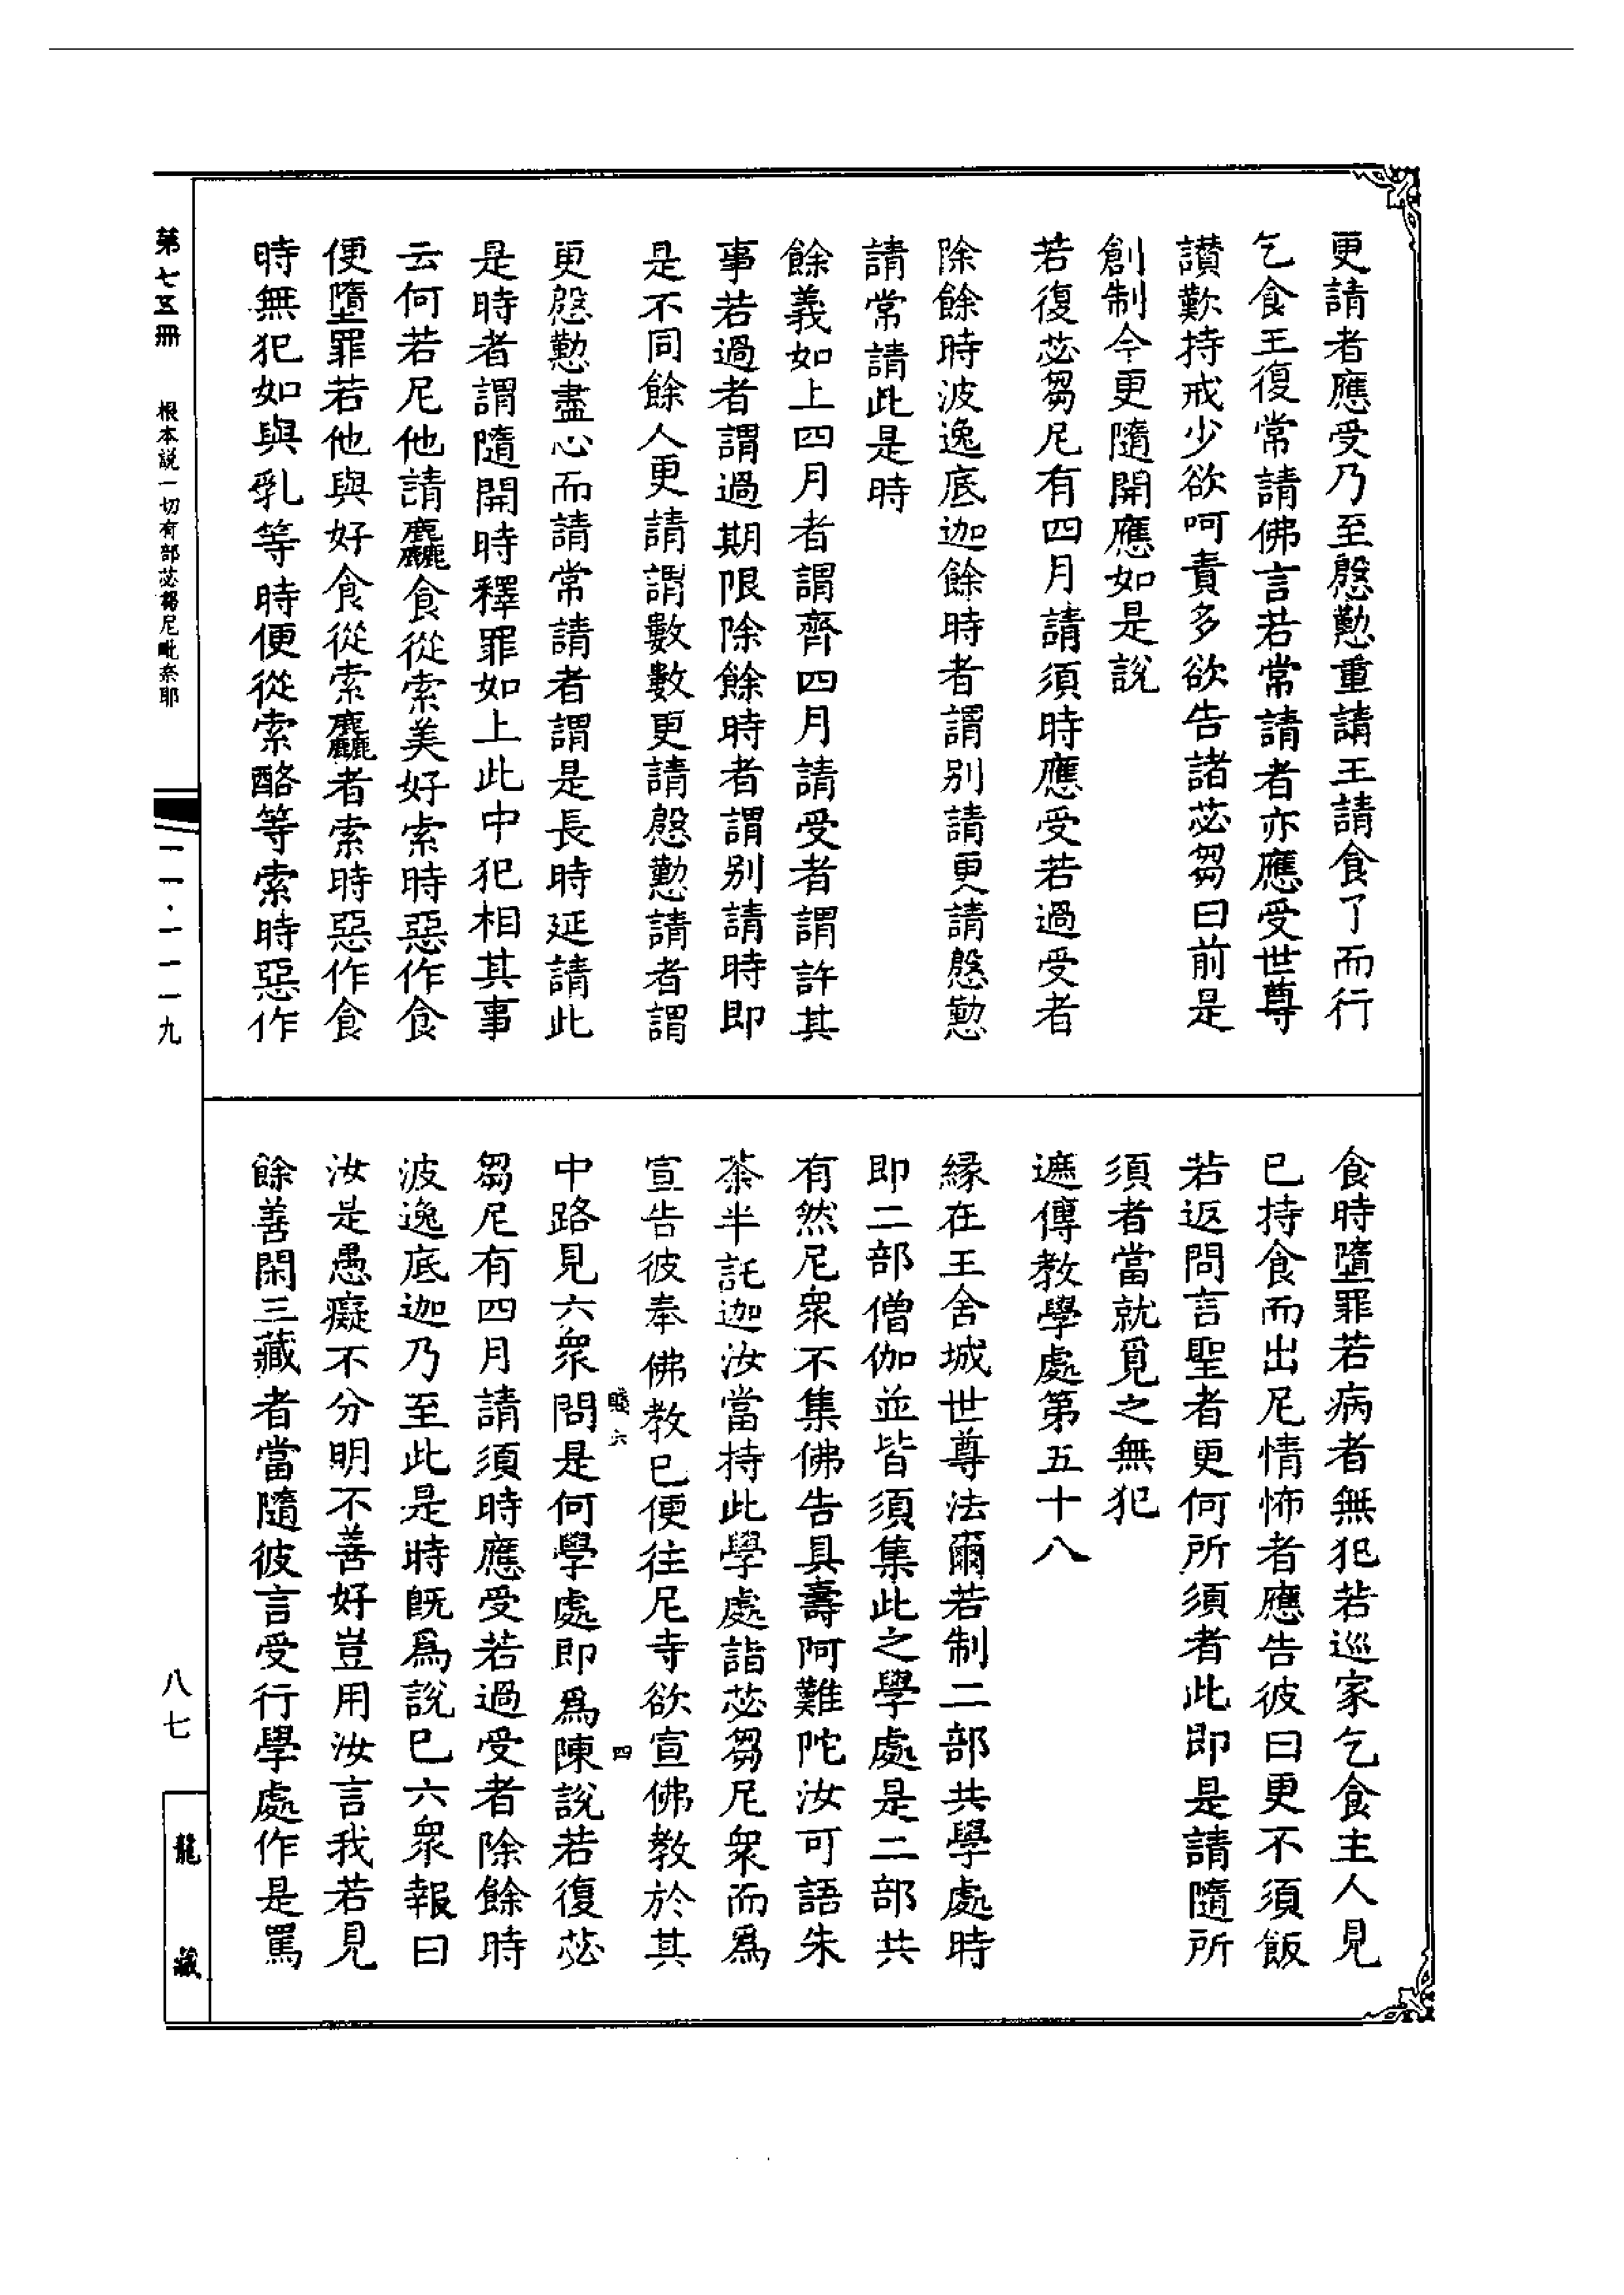 更請者應受乃至慇懃重請王請食了而行
乞食王復常請佛言若常請者亦應受世尊
讃歎持戒少欲呵責多欲告諸苾芻曰前是
創制今更隨開應如是說
若復苾芻尼有四月請須時應受若過受者
除餘時波逸底迦餘時者謂别請更請慇懃
請常請此是時
餘義如上四月者謂齊四月請受者謂許其
事若過者謂過期限除餘時者謂别請時即
是不同餘人更請謂數數更請慇懃請者謂
更慇懃盡心而請常請者謂是長時延請此
是時者謂隨開時釋罪如上此中犯相其事
云何若尼他請麤食從索美好索時惡作食
便墮罪若他與好食從索麤者索時惡作食
時無犯如與乳等時便從索酪等索時惡作
食時墮罪若病者無犯若巡家乞食主人見
已持食而出尼情怖者應告彼曰更不須飯
若返問言聖者更何所須者此即是請隨所
須者當就覓之無犯
遮傳教學處第五十八
緣在王舍城世尊法爾若制二部共學處時
即二部僧伽並皆須集此之學處是二部共
有然尼衆不集佛告具壽阿難陀汝可語朱
荼半託迦汝當持此學處詣苾芻尼衆而爲
宣告彼奉佛教已便往尼寺欲宣佛教於其
中路見六衆問是何學處即爲陳說若復苾
芻尼有四月請須時應受若過受者除餘時
波逸底迦乃至此是時旣爲說已六衆報曰
汝是愚癡不分明不善好豈用汝言我若見
餘善閑三藏者當隨彼言受行學處作是罵
第七五冊
根本說一切有部苾芻尼毗奈耶
一一·一一一九
八七
龍藏
六
四